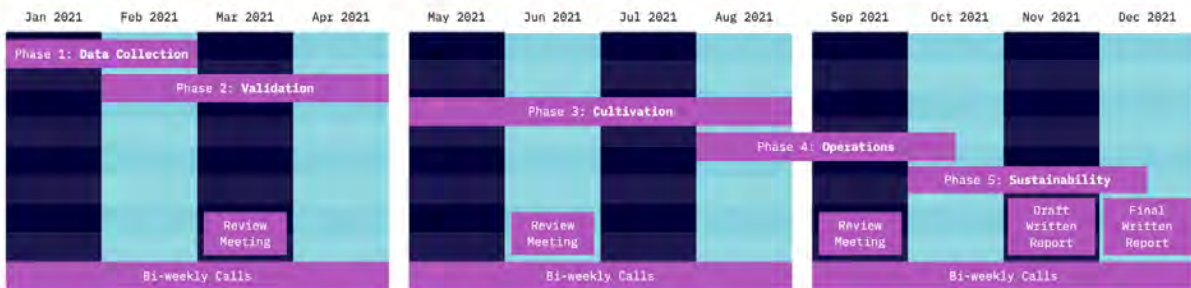 Jan 2021 Feb 2021 Mar 2021 Apr 2021 May 2021 Jun 2021 Jul 2021 Aug 2021 Sep 2021 Oct 2021 Nov 2021 Dec 2021
Phase 1: Data Collection
Phase 2: Validation
Phase 3: Cultivation
Phase 4: Operations
Phase 5: Sustainability
Review
Meeting
Review
Meeting
Review
Meeting
Draft
Written
Report
Final
Written
Report
Bi-weekly Calls
Bi-weekly Calls
Bi-weekly Calls